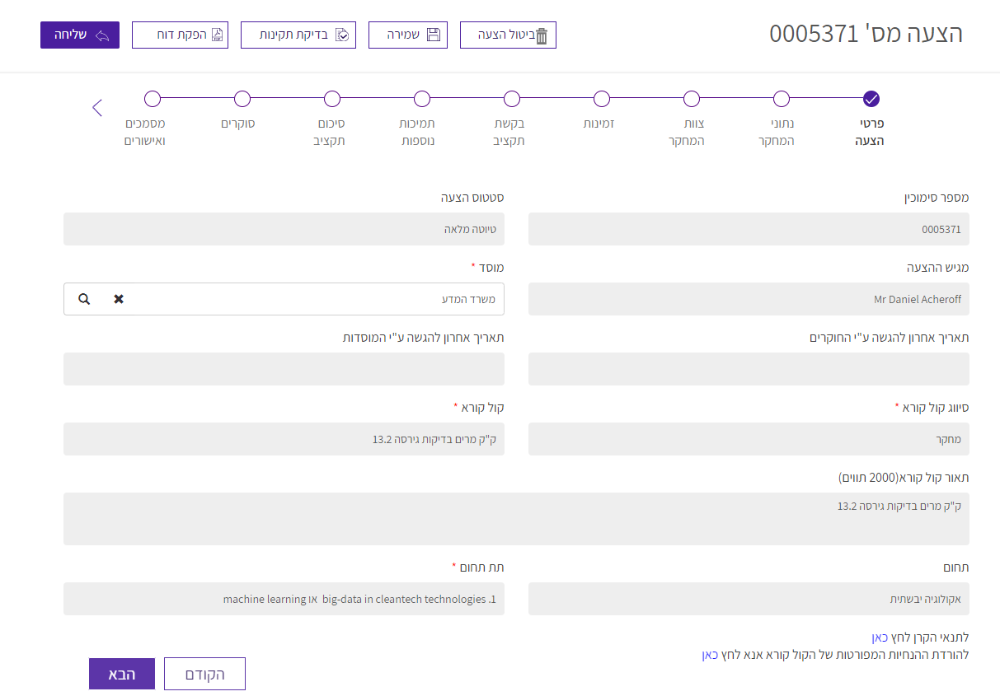 הצעה מס' 0005371
ביטול הצעה
שמירה
בדיקת תקינות
הפקת דוח
שליחה
פרטי
הצעה
נתוני
המחקר
צוות
המחקר
זמינות
בקשת
תקציב
תמיכות
נוספות
סיכום
תקציב
סוקרים
מסמכים
ואישורים
מספר סימוכין
סטטוס הצעה
0005371
טיוטה מלאה
מגיש ההצעה
מוסד *
Mr Daniel Acheroff
משרד המדע
תאריך אחרון להגשה ע"י החוקרים
תאריך אחרון להגשה ע"י המוסדות
סיווג קול קורא *
קול קורא *
מחקר
ק"ק מרים בדיקות גירסה 13.2
תאור קול קורא(2000 תווים)
ק"ק מרים בדיקות גירסה 13.2
תחום
תת תחום *
אקולוגיה יבשתית
1. big-data in cleantech technologies או machine learning
לתנאי הקרן לחץ כאן
להורדת ההנחיות המפורטות של הקול קורא אנא לחץ כאן
הקודם
הבא